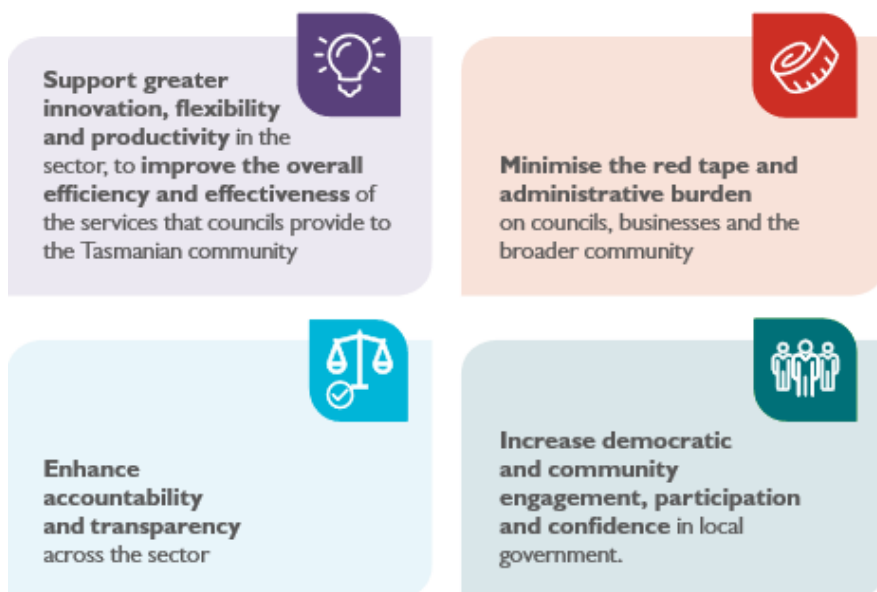 Support greater
innovation, flexibility
and productivity in the
sector, to improve the overall
efficiency and effectiveness of
the services that councils provide to
the Tasmanian community
Minimise the red tape and
administrative burden
on councils, businesses and the
broader community
Enhance
accountability
and transparency
across the sector
Increase democratic
and community
engagement, participation
and confidence in local
government.